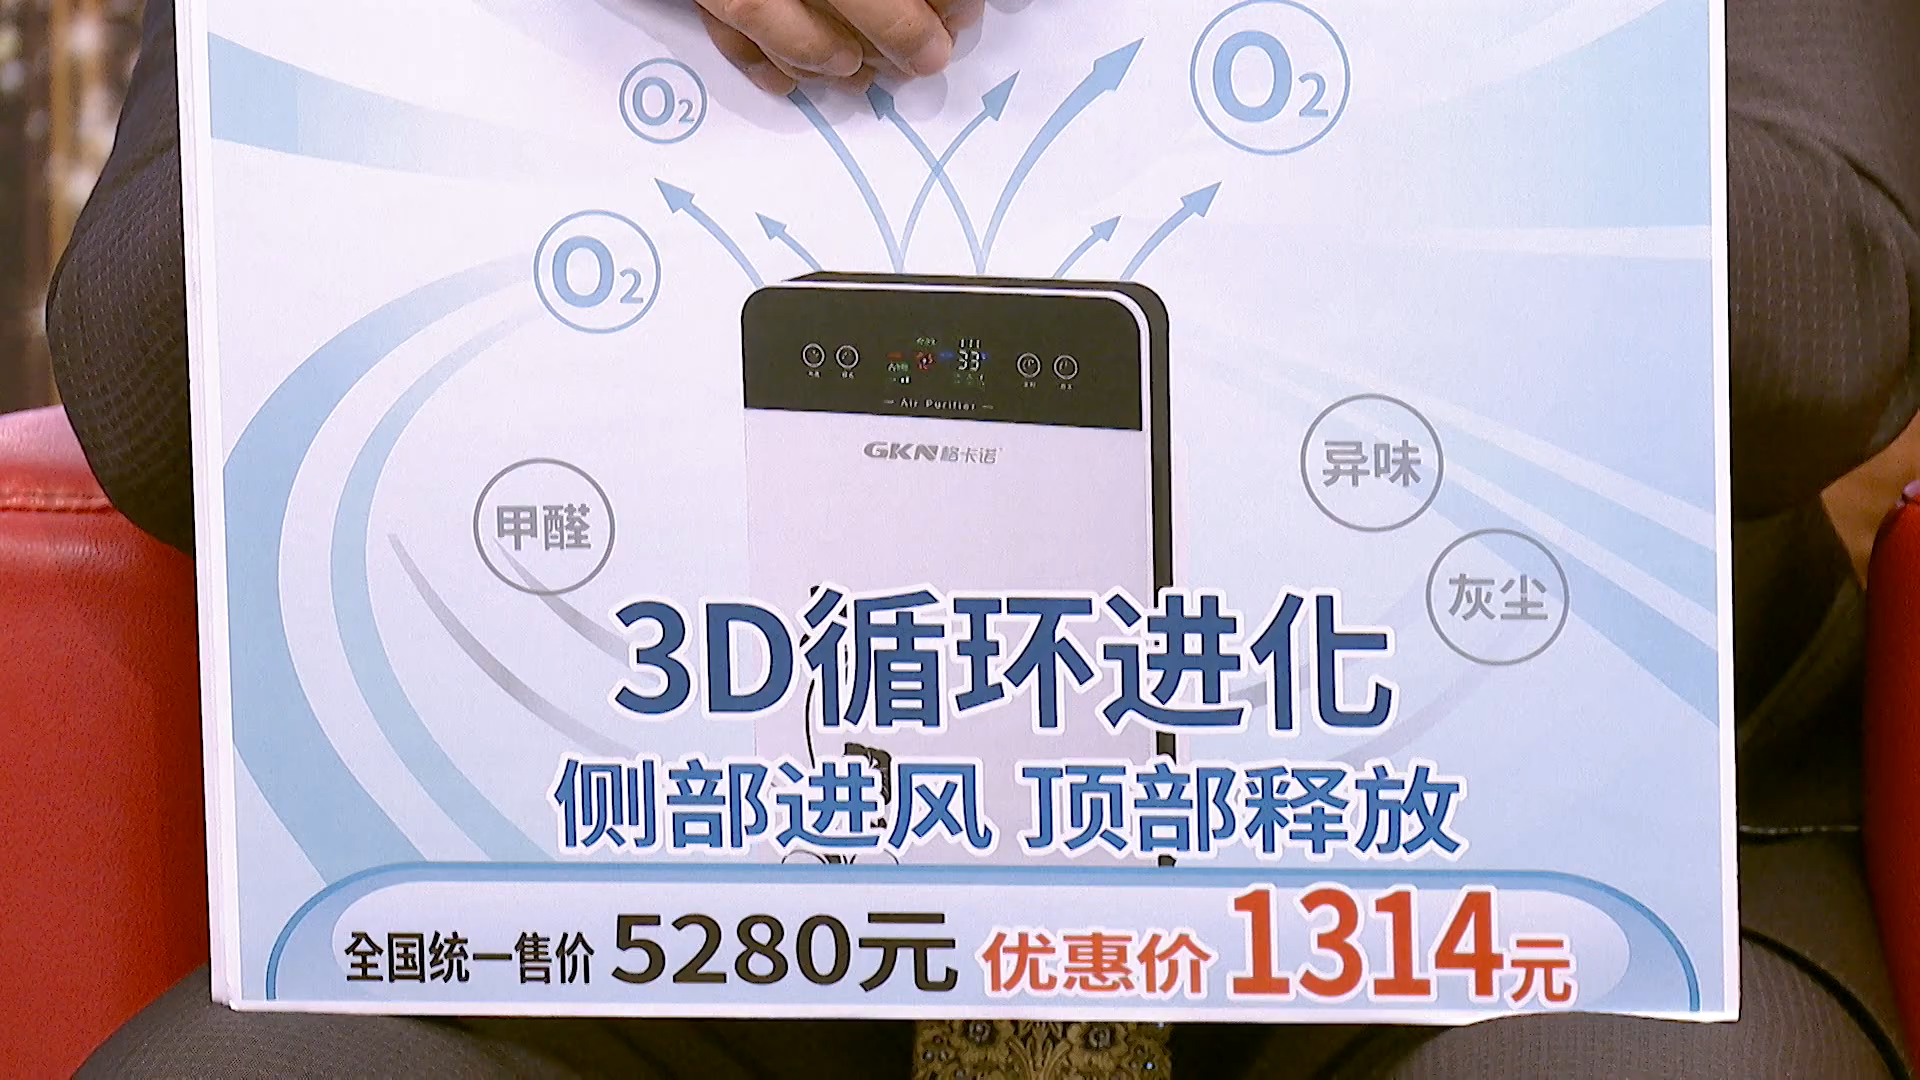 O2
O2
O2
33
Air Purifier
GKN格卡诺
异味
甲醛
灰尘
3D循环进化
侧部进风 顶部释放
全国统一售价 5280元 优惠价 1314元